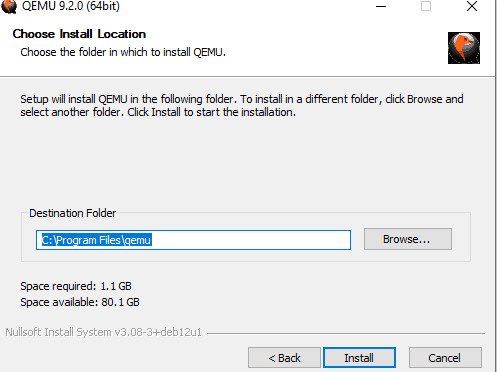 QEMU 9.2.0 (64bit)
Choose Install Location
Choose the folder in which to install QEMU.
Setup will install QEMU in the following folder. To install in a different folder, click Browse and
select another folder. Click Install to start the installation.
Destination Folder
C:\Program Files\qemu
Browse...
Space required: 1.1 GB
Space available: 80.1 GB
Nullsoft Install System v3.08-3+deb12u1
< Back
Install
Cancel